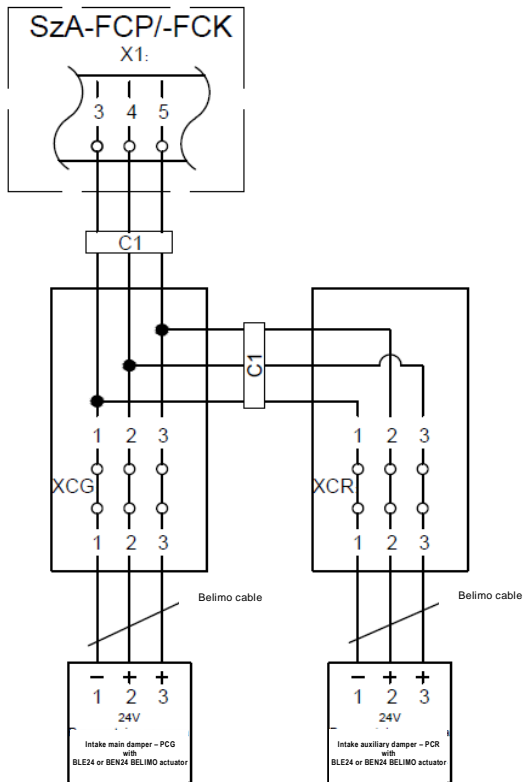 SzA-FCP/-FCK
X1:
3 4 5
C1
C1
1 2 3
XCG
1 2 3
1 2 3
XCR
1 2 3
Belimo cable
Belimo cable
− + +
1 2 3
24V
Intake main damper – PCG
with
BLE24 or BEN24 BELIMO actuator
− + +
1 2 3
24V
Intake auxiliary damper – PCR
with
BLE24 or BEN24 BELIMO actuator